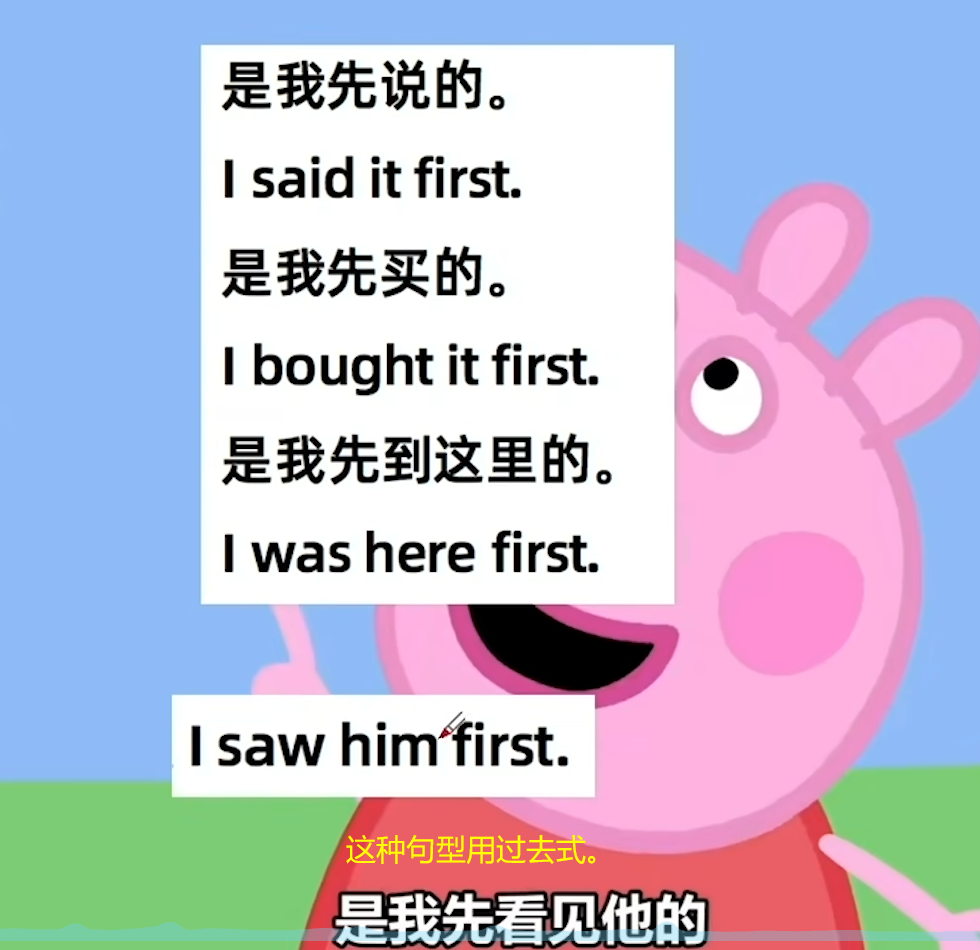 是我先说的。
I said it first.
是我先买的。
I bought it first.
是我先到这里的。
I was here first.
I saw him first.
这种句型用过去式。
是我先看见他的